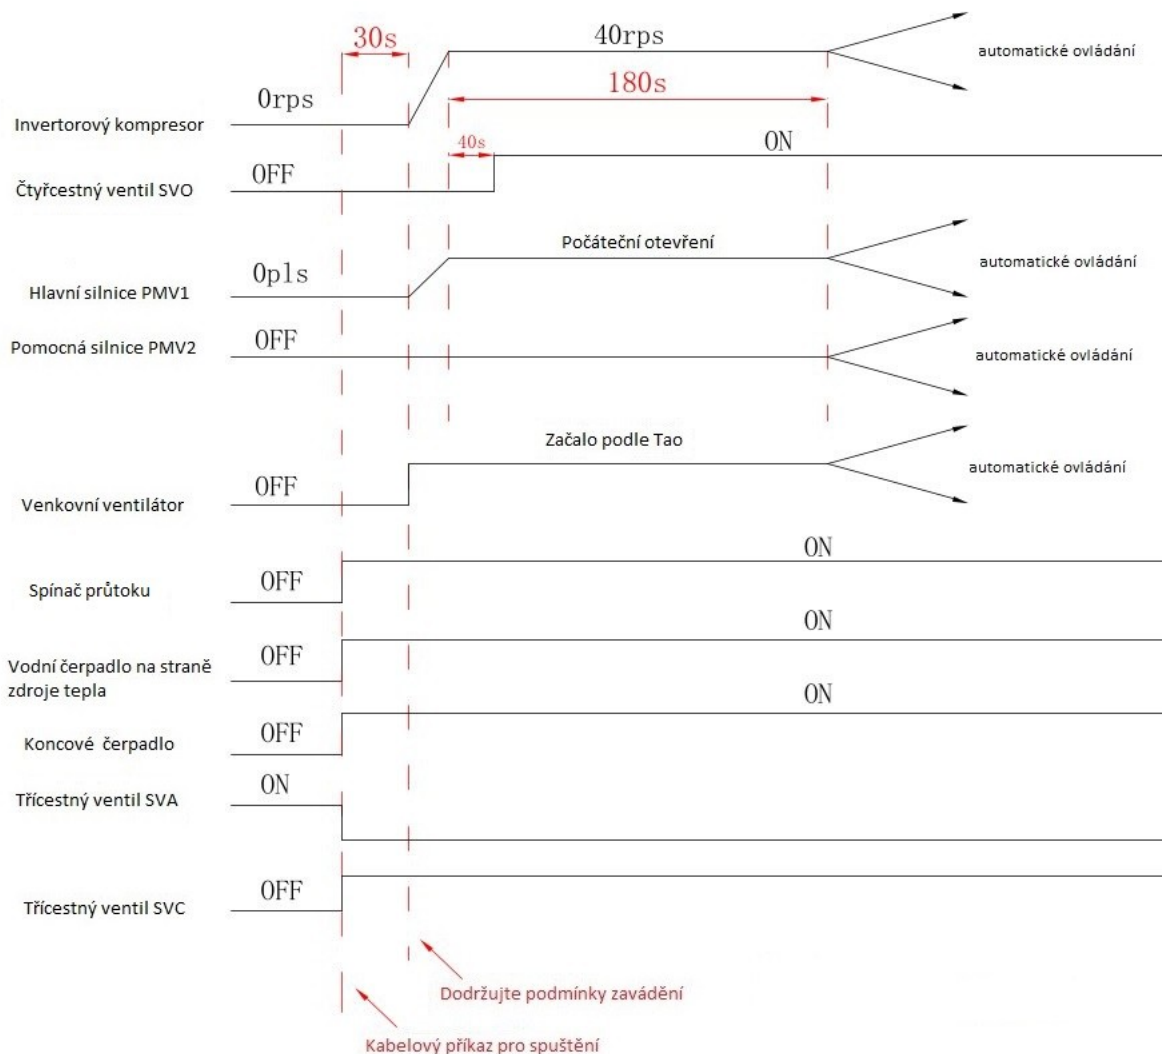 30s
40rps
automatické ovládání
0rps
180s
Invertorový kompresor
40s
ON
OFF
Čtyřcestný ventil SVO
Počáteční otevření
0pls
automatické ovládání
Hlavní silnice PMV1
OFF
Pomocná silnice PMV2
automatické ovládání
Začalo podle Tao
automatické ovládání
OFF
Venkovní ventilátor
ON
OFF
Spínač průtoku
ON
OFF
Vodní čerpadlo na straně
zdroje tepla
ON
OFF
Koncové čerpadlo
ON
Třícestný ventil SVA
OFF
Třícestný ventil SVC
Dodržujte podmínky zavádění
Kabelový příkaz pro spuštění